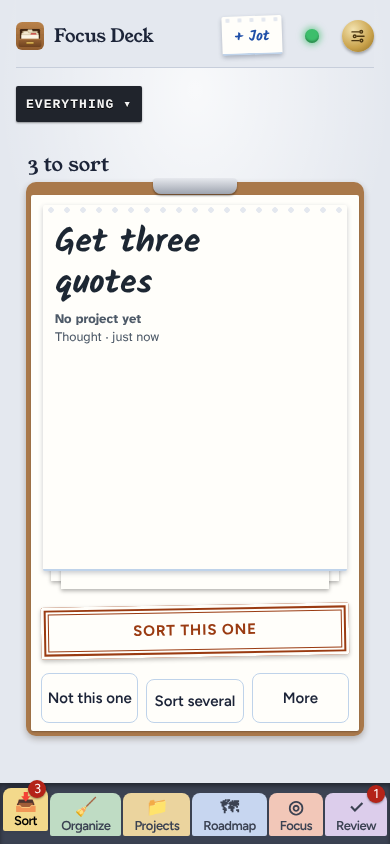 Focus Deck
+ Jot
EVERYTHING ▾
3 to sort
Get three
quotes
No project yet
Thought · just now
SORT THIS ONE
Not this one
Sort several
More
3
1
Sort
Organize
Projects
Roadmap
Focus
Review